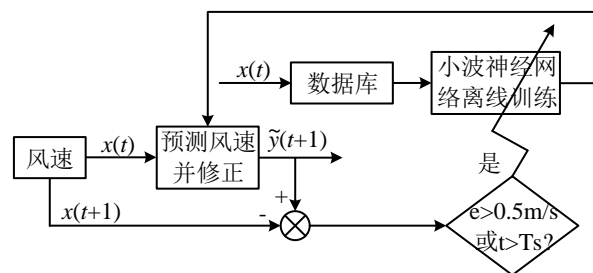 x(t)
数据库
小波神经网
络离线训练
风速
x(t)
预测风速
并修正
ỹ(t+1)
是
x(t+1)
+
-
e>0.5m/s
或t>Ts?